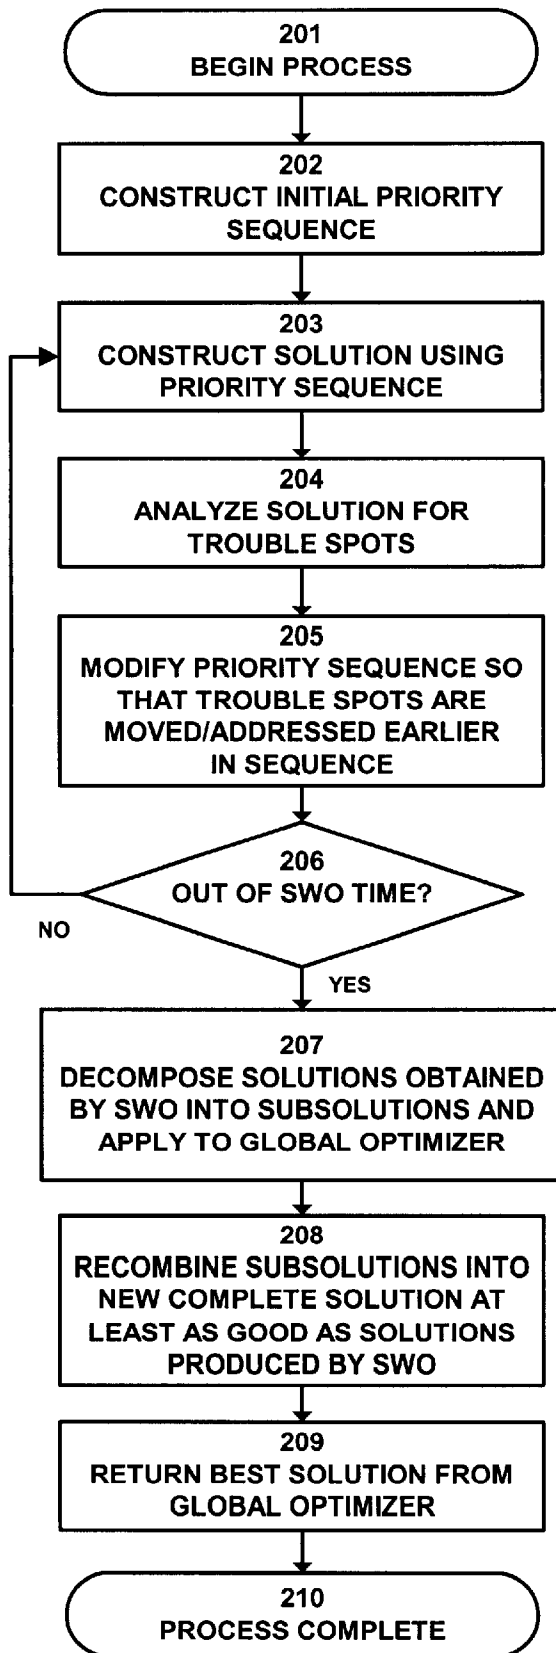 201
BEGIN PROCESS
202
CONSTRUCT INITIAL PRIORITY
SEQUENCE
203
CONSTRUCT SOLUTION USING
PRIORITY SEQUENCE
204
ANALYZE SOLUTION FOR
TROUBLE SPOTS
205
MODIFY PRIORITY SEQUENCE SO
THAT TROUBLE SPOTS ARE
MOVED/ADDRESSED EARLIER
IN SEQUENCE
206
OUT OF SWO TIME?
NO
YES
207
DECOMPOSE SOLUTIONS OBTAINED
BY SWO INTO SUBSOLUTIONS AND
APPLY TO GLOBAL OPTIMIZER
208
RECOMBINE SUBSOLUTIONS INTO
NEW COMPLETE SOLUTION AT
LEAST AS GOOD AS SOLUTIONS
PRODUCED BY SWO
209
RETURN BEST SOLUTION FROM
GLOBAL OPTIMIZER
210
PROCESS COMPLETE